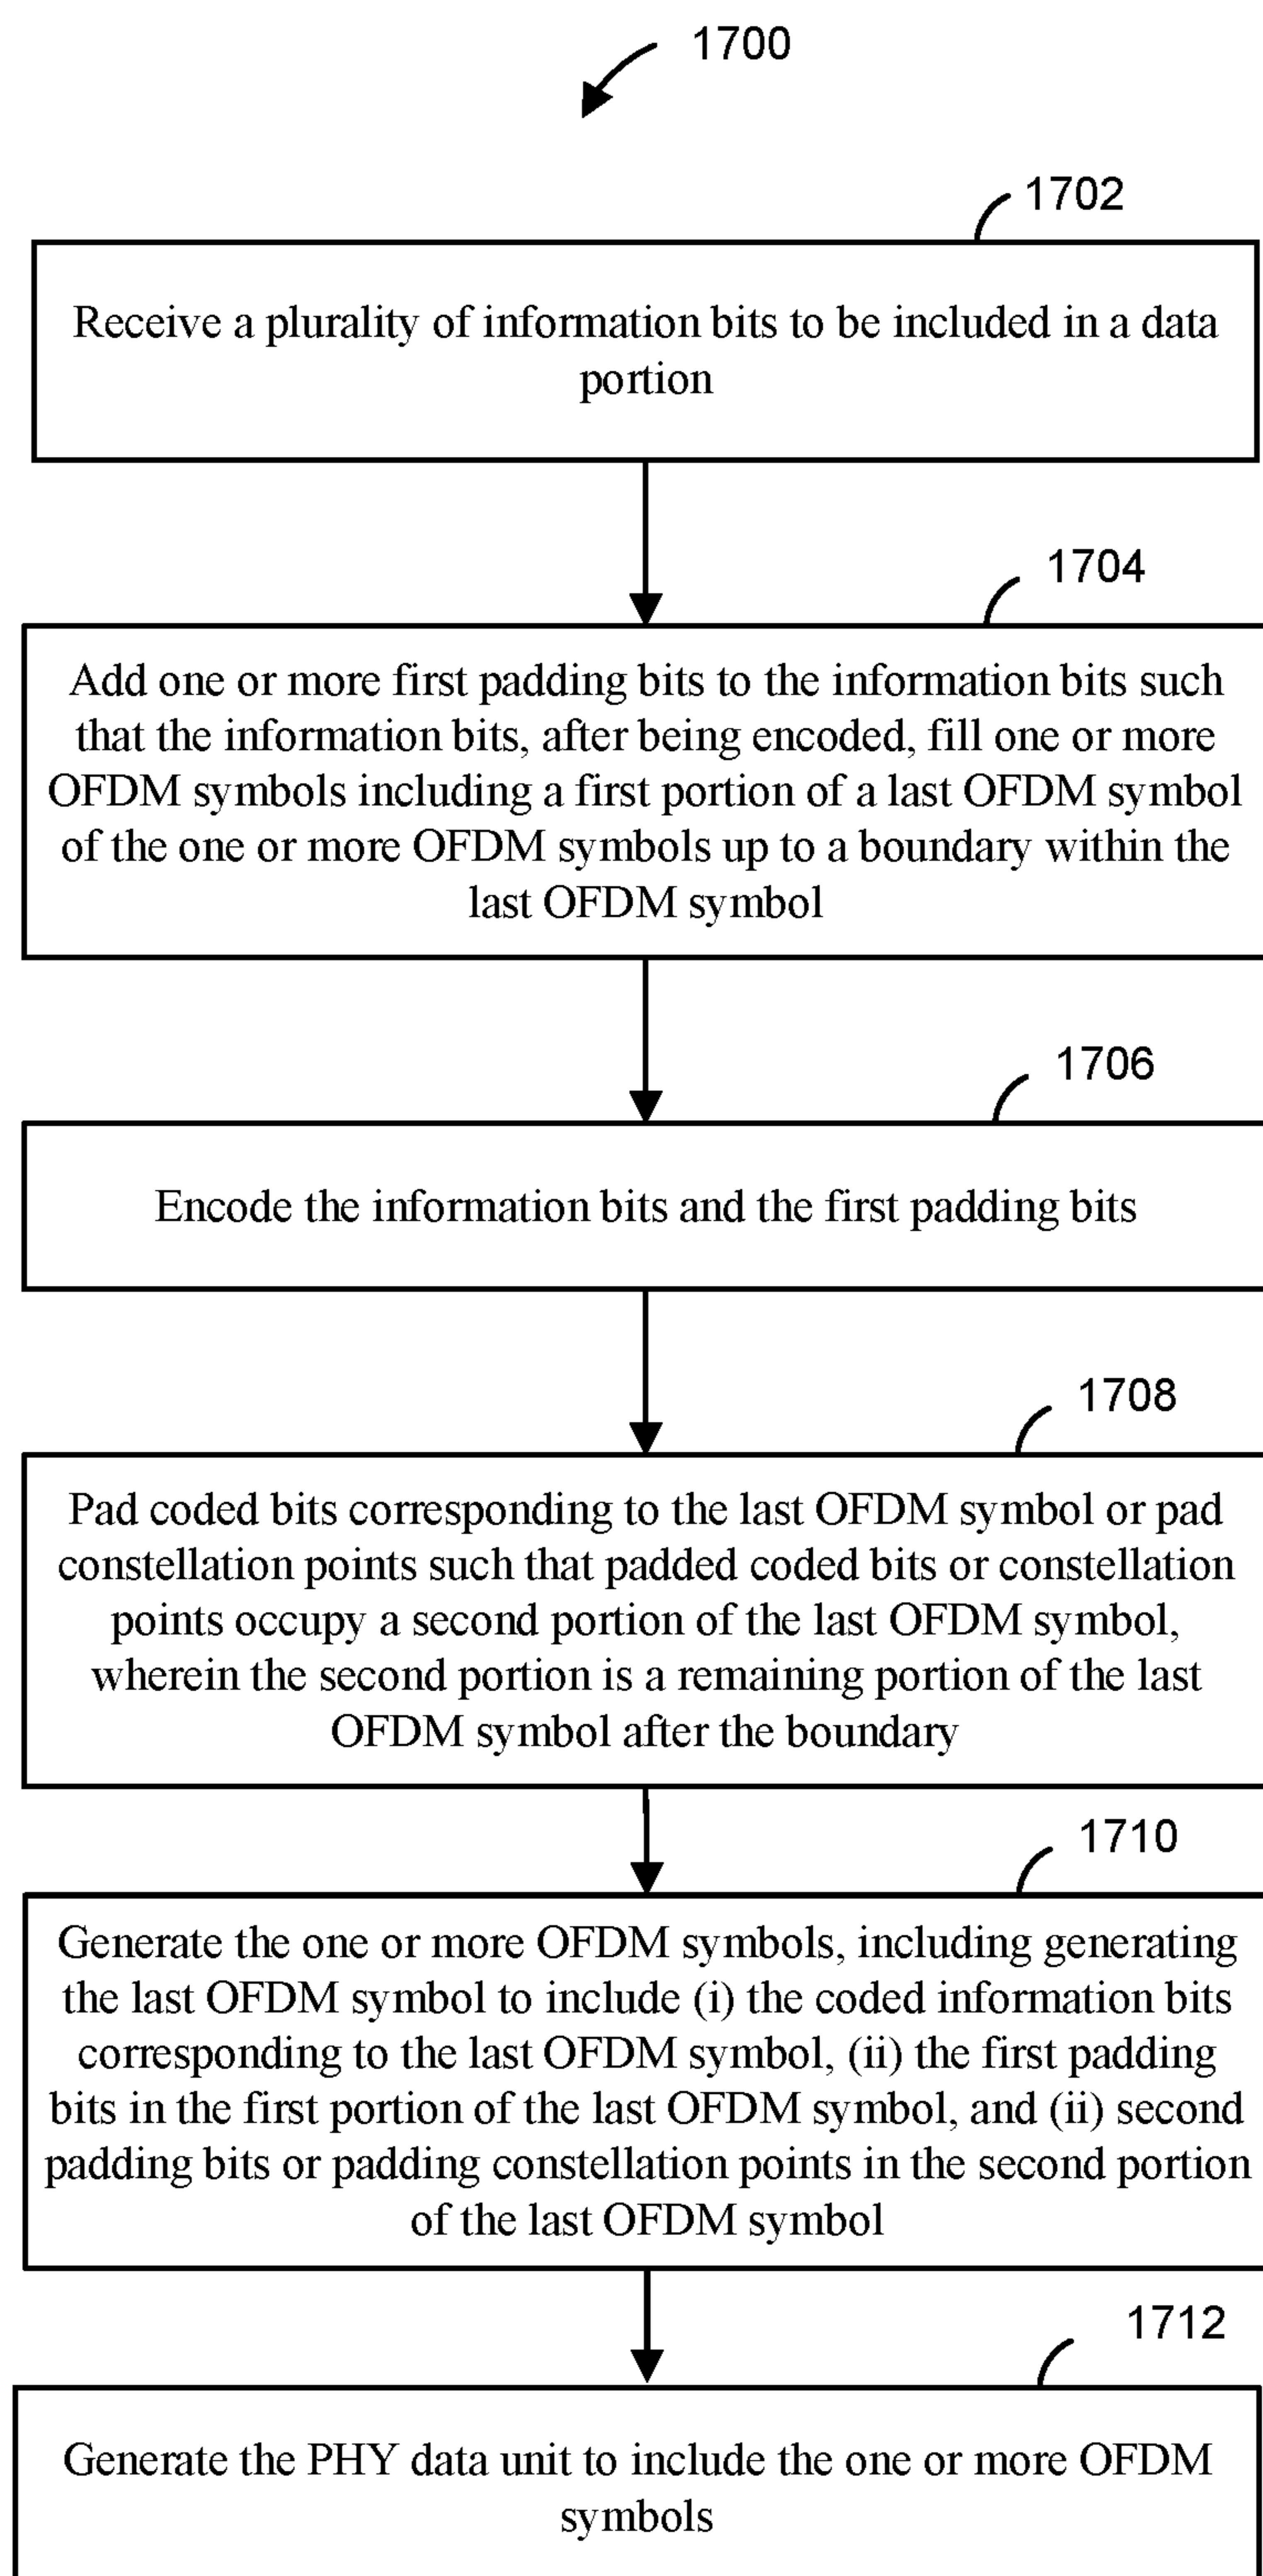 1700
1702
Receive a plurality of information bits to be included in a data
portion
1704
Add one or more first padding bits to the information bits such
that the information bits, after being encoded, fill one or more
OFDM symbols including a first portion of a last OFDM symbol
of the one or more OFDM symbols up to a boundary within the
last OFDM symbol
1706
Encode the information bits and the first padding bits
1708
Pad coded bits corresponding to the last OFDM symbol or pad
constellation points such that padded coded bits or constellation
points occupy a second portion of the last OFDM symbol,
wherein the second portion is a remaining portion of the last
OFDM symbol after the boundary
1710
Generate the one or more OFDM symbols, including generating
the last OFDM symbol to include (i) the coded information bits
corresponding to the last OFDM symbol, (ii) the first padding
bits in the first portion of the last OFDM symbol, and (ii) second
padding bits or padding constellation points in the second portion
of the last OFDM symbol
1712
Generate the PHY data unit to include the one or more OFDM
symbols